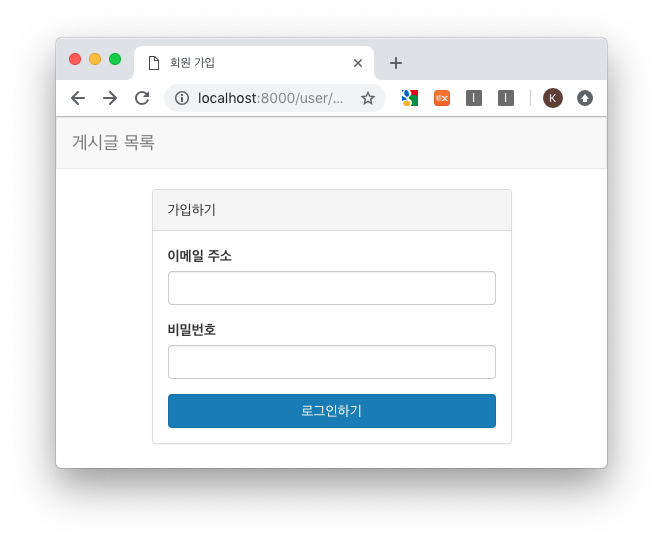 회원 가입
localhost:8000/user/...
EX
K
게시글 목록
가입하기
이메일 주소
비밀번호
로그인하기